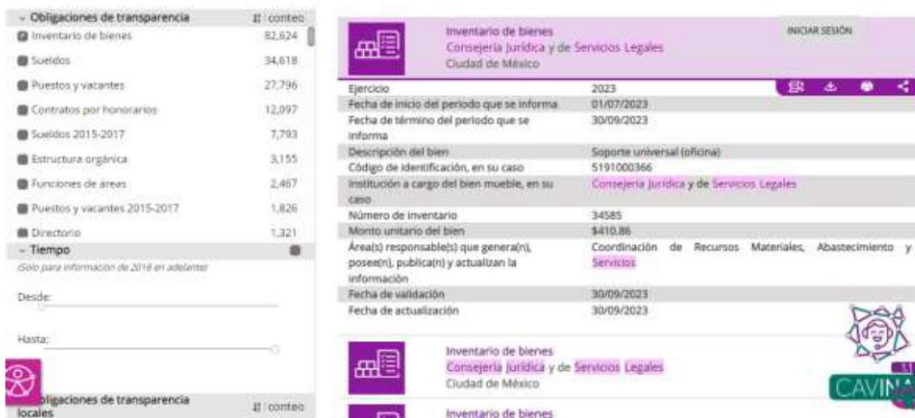 Obligaciones de transparencia conteo
Inventario de bienes 82,624
Sueldos 34,618
Puestos y vacantes 27,796
Contratos por honorarios 12,097
Sueldos 2015-2017 7,793
Estructura orgánica 3,155
Funciones de áreas 2,467
Puestos y vacantes 2015-2017 1,826
Directorio 1,321
Tiempo
(Solo para información de 2018 en adelante)
Desde:
Hasta:
bligaciones de transparencia
locales conteo
Inventario de bienes
Consejería Jurídica y de Servicios Legales
Ciudad de México
INICIAR SESIÓN
Ejercicio 2023
Fecha de inicio del periodo que se informa 01/07/2023
Fecha de término del periodo que se 30/09/2023
informa
Descripción del bien Soporte universal (oficina)
Código de identificación, en su caso 5191000366
Institución a cargo del bien mueble, en su Consejería Jurídica y de Servicios Legales
caso
Número de inventario 34585
Monto unitario del bien $410.86
Área(s) responsable(s) que genera(n), Coordinación de Recursos Materiales, Abastecimiento y
posee(n), publica(n) y actualizan la Servicios
información
Fecha de validación 30/09/2023
Fecha de actualización 30/09/2023
Inventario de bienes
Consejería Jurídica y de Servicios Legales
Ciudad de México
CAVINAI
Inventario de bienes